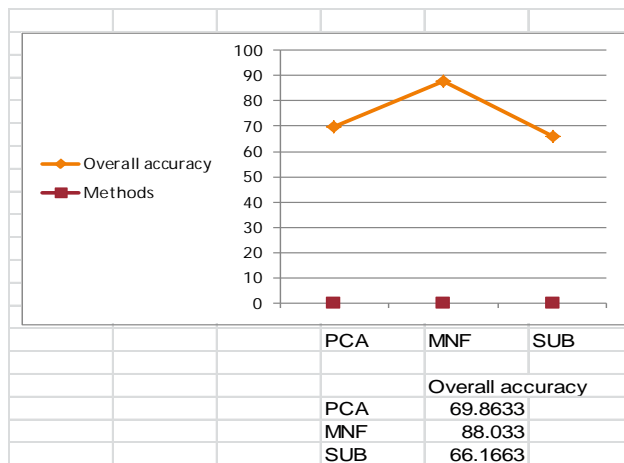 100
90
80
70
60
50
40
30
20
10
0
Overall accuracy
Methods
PCA MNF SUB
Overall accuracy
PCA 69.8633
MNF 88.033
SUB 66.1663